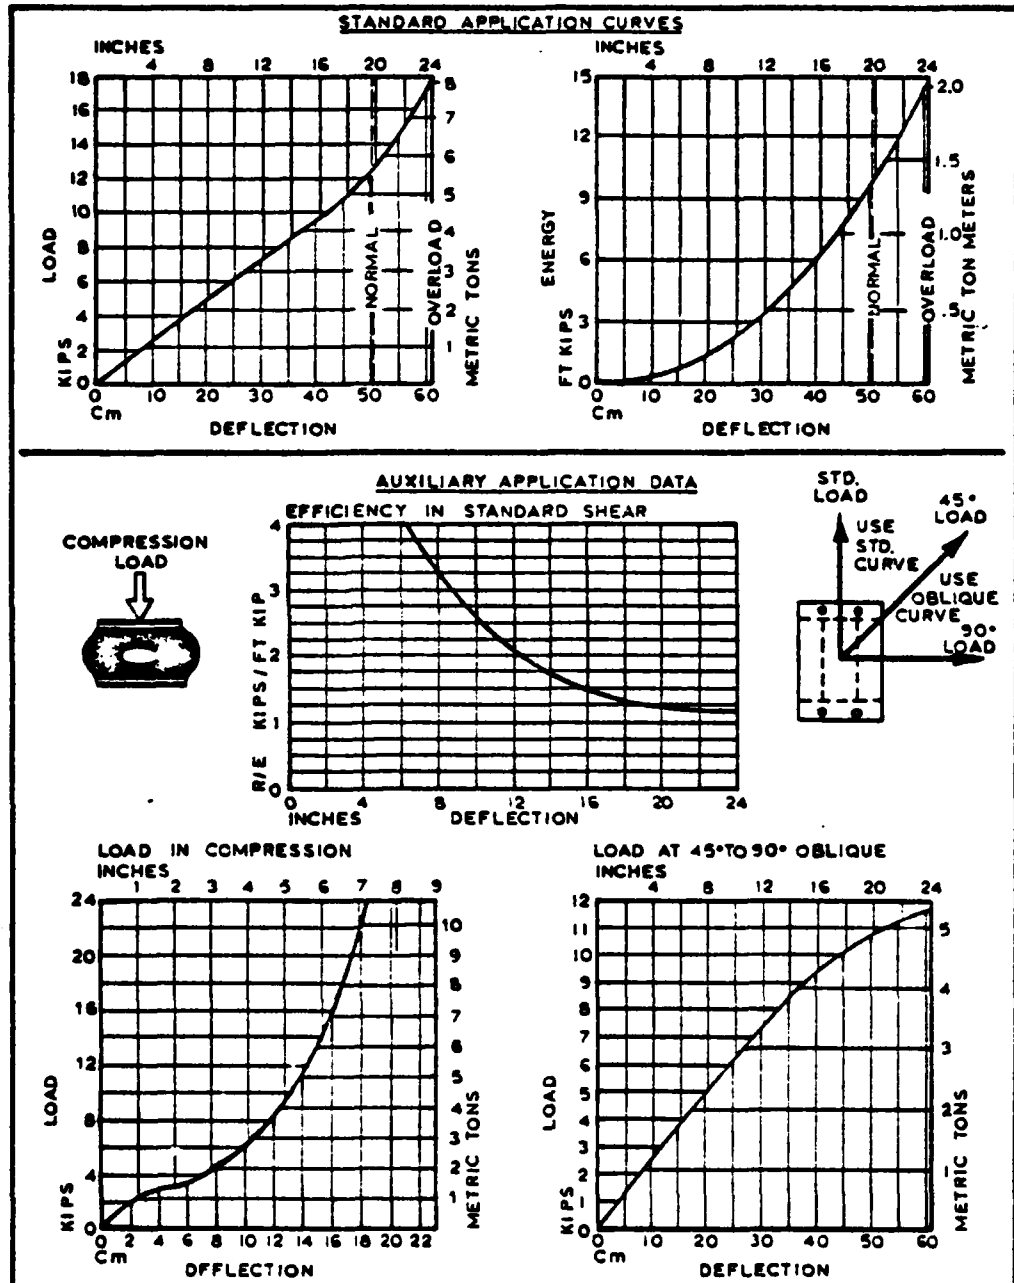 STANDARD APPLICATION CURVES
INCHES
4 8 12 16 20 24
18
16
14
12
10
8
6
4
2
0
LOAD
KIPS
8
7
6
5
4
3
2
1
NORMAL
OVERLOAD
METRIC TONS
0 10 20 30 40 50 60
Cm
DEFLECTION
INCHES
4 8 12 16 20 24
15
12
9
6
3
0
ENERGY
FT KIPS
2.0
1.5
1.0
.5
NORMAL
OVERLOAD
METRIC TON METERS
0 10 20 30 40 50 60
Cm
DEFLECTION
AUXILIARY APPLICATION DATA
EFFICIENCY IN STANDARD SHEAR
COMPRESSION
LOAD
4
3
2
1
0
R/E KIPS/FT KIP
0 4 8 12 16 20 24
INCHES DEFLECTION
STD.
LOAD
USE
STD.
CURVE
45°
LOAD
USE
OBLIQUE
CURVE
90°
LOAD
LOAD IN COMPRESSION
INCHES
1 2 3 4 5 6 7 8 9
24
20
16
12
8
4
0
LOAD
KIPS
10
9
8
7
6
5
4
3
2
1
METRIC TONS
0 2 4 6 8 10 12 14 16 18 20 22
Cm
DFFLECTION
LOAD AT 45° TO 90° OBLIQUE
INCHES
4 8 12 16 20 24
12
11
10
9
8
7
6
5
4
3
2
1
0
LOAD
KIPS
5
4
3
2
1
METRIC TONS
0 10 20 30 40 50 60
Cm
DEFLECTION